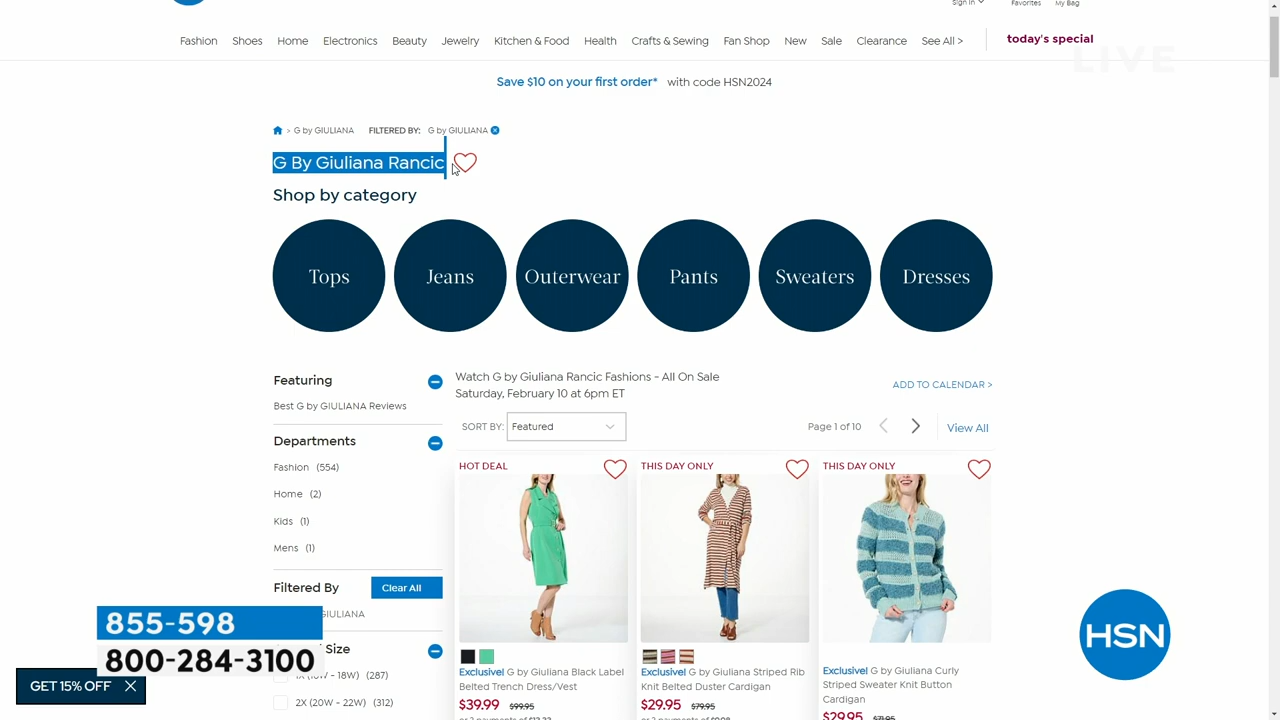 Sign In
Favorites
My Bag
Fashion Shoes Home Electronics Beauty Jewelry Kitchen & Food Health Crafts & Sewing Fan Shop New Sale Clearance See All > today's special
LIVE
Save $10 on your first order* with code HSN2024
> G by GIULIANA FILTERED BY: G by GIULIANA
G By Giuliana Rancic
Shop by category
Tops Jeans Outerwear Pants Sweaters Dresses
Featuring
Best G by GIULIANA Reviews
Departments
Fashion (554)
Home (2)
Kids (1)
Mens (1)
Filtered By Clear All
GIULIANA
Size
(287)
2X (20W - 22W) (312)
Watch G by Giuliana Rancic Fashions - All On Sale
Saturday, February 10 at 6pm ET
ADD TO CALENDAR >
SORT BY: Featured
Page 1 of 10
View All
HOT DEAL
Exclusive! G by Giuliana Black Label
Belted Trench Dress/Vest
$39.99 $99.95
THIS DAY ONLY
Exclusive! G by Giuliana Striped Rib
Knit Belted Duster Cardigan
$29.95 $79.95
THIS DAY ONLY
Exclusive! G by Giuliana Curly
Striped Sweater Knit Button
Cardigan
$29.95 $71.95
855-598
800-284-3100
GET 15% OFF
HSN